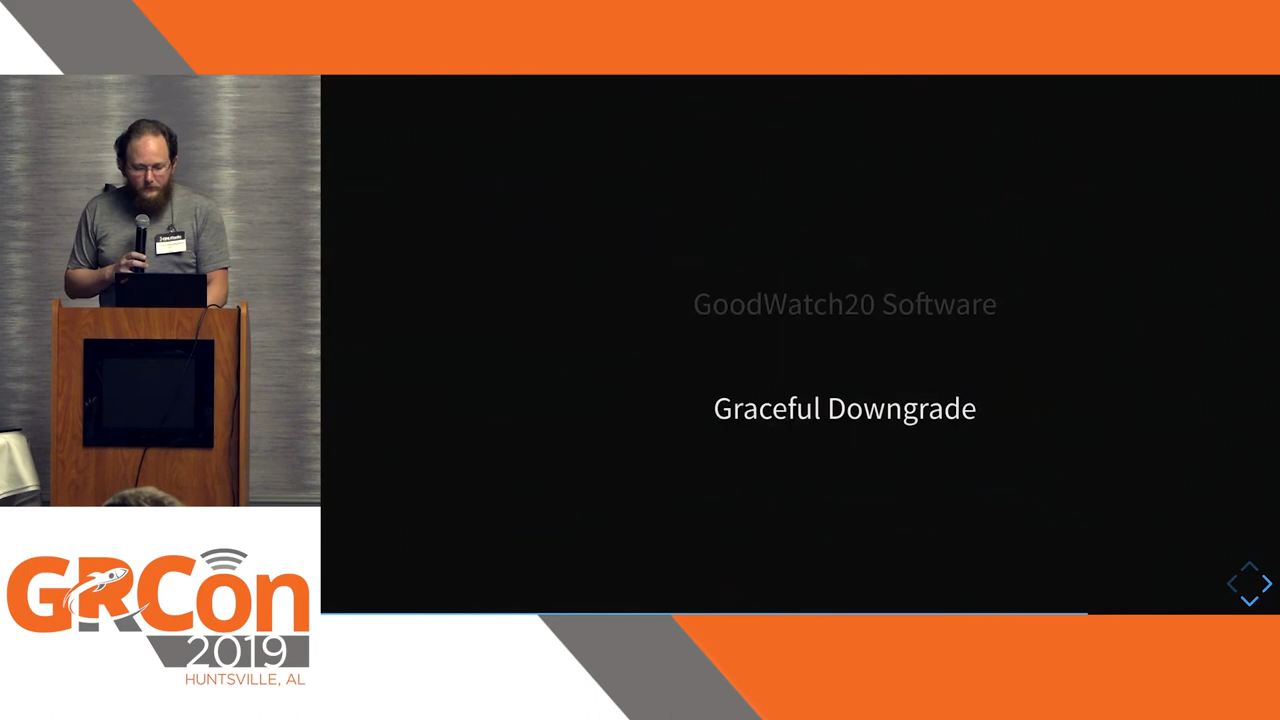 GoodWatch20 Software
Graceful Downgrade
GRCon
2019
HUNTSVILLE, AL